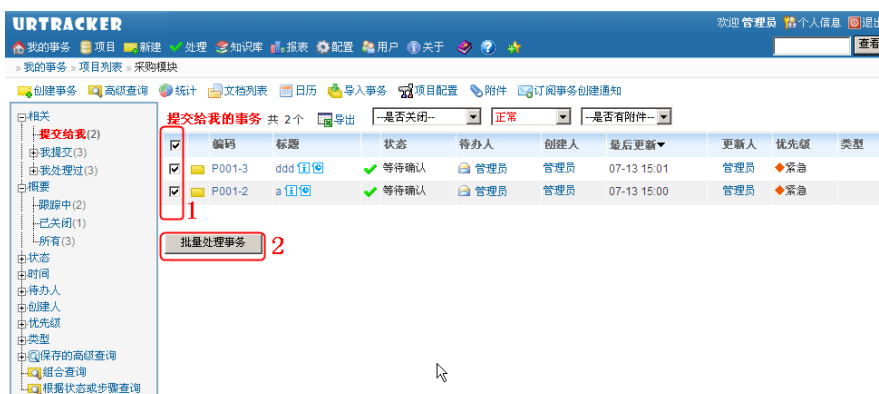 URTRACKER 欢迎 管理员 个人信息 退出
我的事务 项目 新建 处理 知识库 报表 配置 用户 关于 查看
» 我的事务 » 项目列表 » 采购模块
创建事务 高级查询 统计 文档列表 日历 导入事务 项目配置 附件 订阅事务创建通知
相关
提交给我(2)
我提交(3)
我处理过(3)
概要
跟踪中(2)
已关闭(1)
所有(3)
状态
时间
待办人
创建人
优先级
类型
保存的高级查询
组合查询
根据状态或步骤查询
提交给我的事务 共 2个 导出 --是否关闭-- 正常 --是否有附件--
编码 标题 状态 待办人 创建人 最后更新▼ 更新人 优先级 类型
P001-3 ddd 等待确认 管理员 管理员 07-13 15:01 管理员 ◆紧急
P001-2 a 等待确认 管理员 管理员 07-13 15:00 管理员 ◆紧急
1
批量处理事务 2